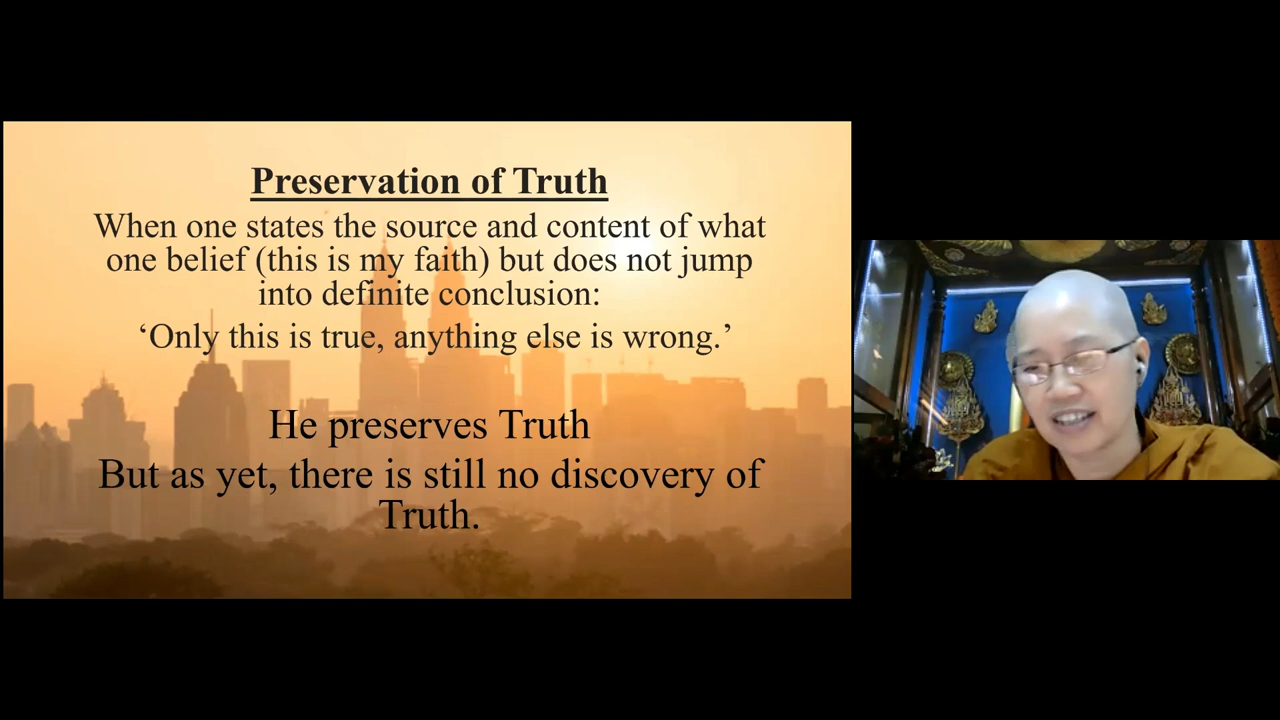 Preservation of Truth
When one states the source and content of what
one belief (this is my faith) but does not jump
into definite conclusion:
‘Only this is true, anything else is wrong.’
He preserves Truth
But as yet, there is still no discovery of
Truth.